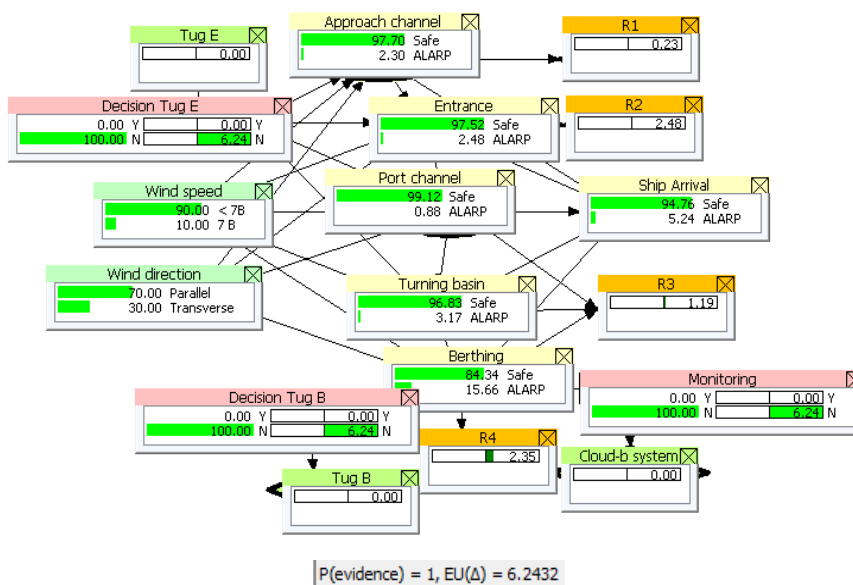 Tug E
0.00
Approach channel
97.70 Safe
2.30 ALARP
R1
0.23
Decision Tug E
0.00 Y 0.00 Y
100.00 N 6.24 N
Entrance
97.52 Safe
2.48 ALARP
R2
2.48
Wind speed
90.00 < 7B
10.00 7 B
Port channel
99.12 Safe
0.88 ALARP
Ship Arrival
94.76 Safe
5.24 ALARP
Wind direction
70.00 Parallel
30.00 Transverse
Turning basin
96.83 Safe
3.17 ALARP
R3
1.19
Berthing
84.34 Safe
15.66 ALARP
Decision Tug B
0.00 Y 0.00 Y
100.00 N 6.24 N
Monitoring
0.00 Y 0.00 Y
100.00 N 6.24 N
R4
2.35
Tug B
0.00
Cloud-b system
0.00
P(evidence) = 1, EU(Δ) = 6.2432